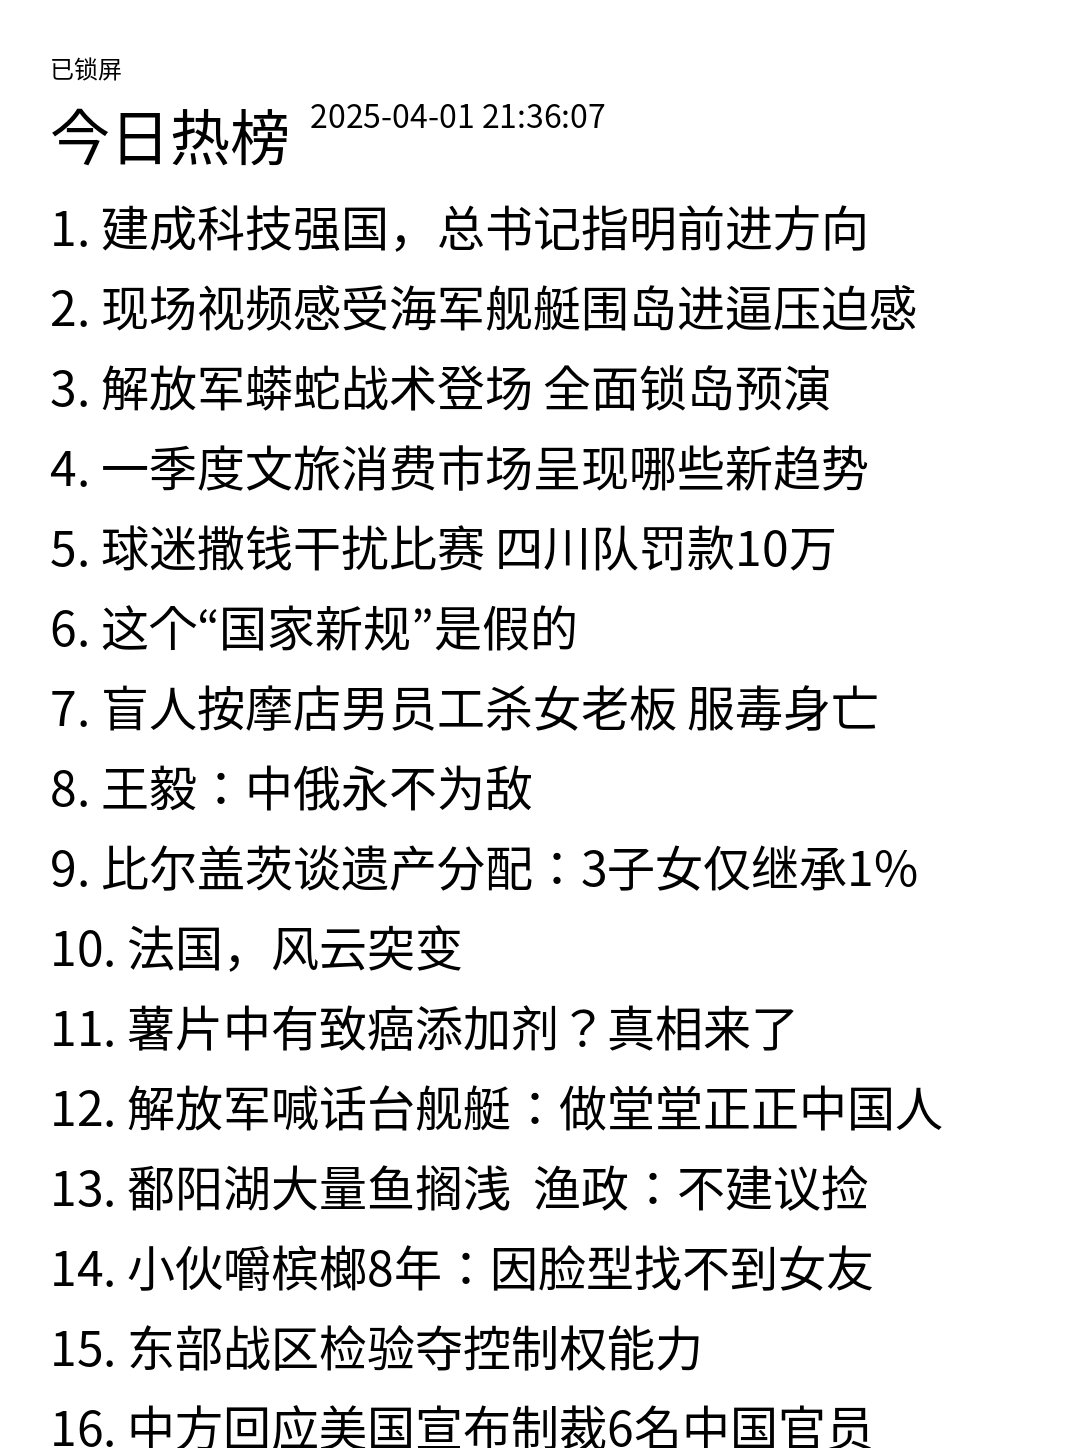 已锁屏
今日热榜 2025-04-01 21:36:07
1. 建成科技强国，总书记指明前进方向
2. 现场视频感受海军舰艇围岛进逼压迫感
3. 解放军蟒蛇战术登场 全面锁岛预演
4. 一季度文旅消费市场呈现哪些新趋势
5. 球迷撒钱干扰比赛 四川队罚款10万
6. 这个“国家新规”是假的
7. 盲人按摩店男员工杀女老板 服毒身亡
8. 王毅：中俄永不为敌
9. 比尔盖茨谈遗产分配：3子女仅继承1%
10. 法国，风云突变
11. 薯片中有致癌添加剂？真相来了
12. 解放军喊话台舰艇：做堂堂正正中国人
13. 鄱阳湖大量鱼搁浅  渔政：不建议捡
14. 小伙嚼槟榔8年：因脸型找不到女友
15. 东部战区检验夺控制权能力
16. 中方回应美国宣布制裁6名中国官员